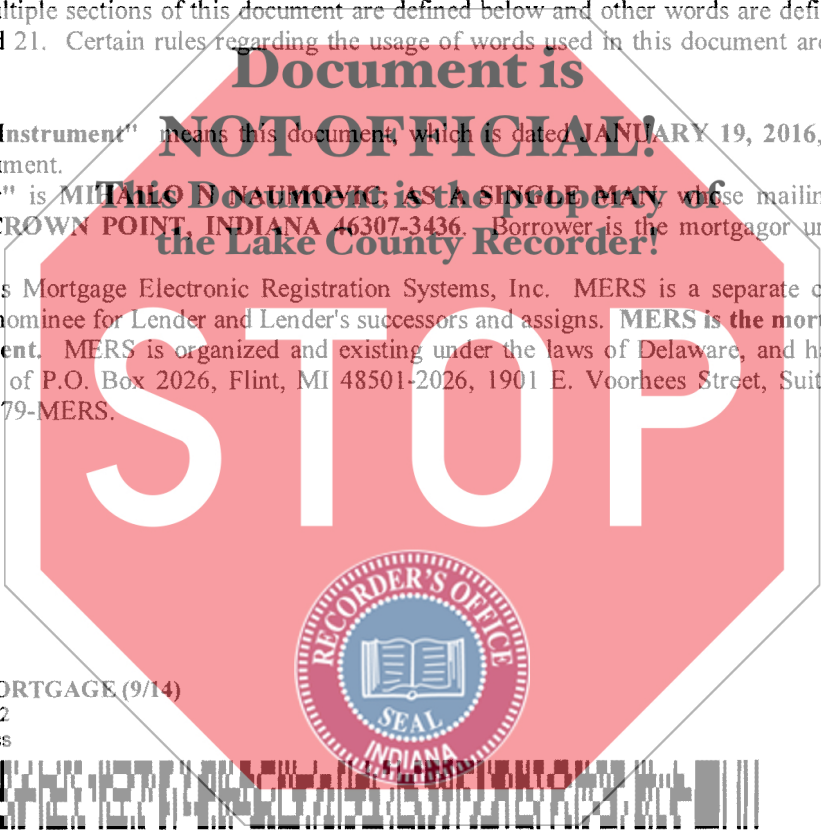 ltiple sections of this document are defined below and other words are defi
d 21. Certain rules regarding the usage of words used in this document are
Document is
Instrument" means this document, which is dated JANUARY 19, 2016,
NOT OFFICIAL!
ment.
" is N NAUMOVIC; AS A SINGLE MAN, whose mailin
This Document is the property of
ROWN POINT, INDIANA 46307-3436. Borrower is the mortgagor un
the Lake County Recorder!
s Mortgage Electronic Registration Systems, Inc. MERS is a separate c
nominee for Lender and Lender's successors and assigns. MERS is the mort
ent. MERS is organized and existing under the laws of Delaware, and ha
of P.O. Box 2026, Flint, MI 48501-2026, 1901 E. Voorhees Street, Suit
79-MERS.
STOP
RECORDER'S OFFICE
SEAL
INDIANA
ORTGAGE (9/14)
2
ss